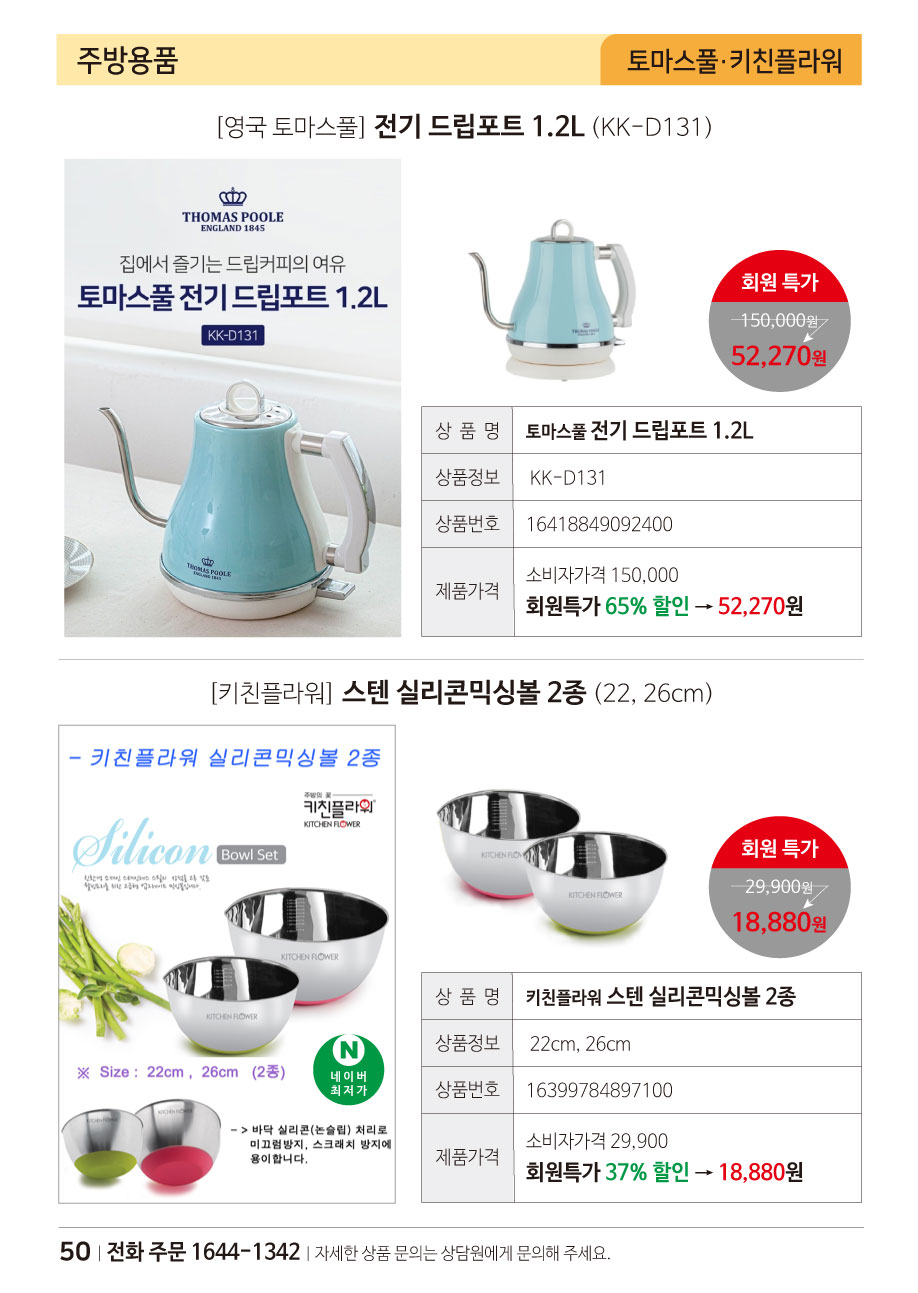 주방용품
토마스풀·키친플라워
[영국 토마스풀] 전기 드립포트 1.2L (KK-D131)
THOMAS POOLE
ENGLAND 1845
집에서 즐기는 드립커피의 여유
토마스풀 전기 드립포트 1.2L
KK-D131
THOMAS POOLE
ENGLAND 1845
THOMAS POOLE
회원 특가
150,000원
52,270원
상 품 명 토마스풀 전기 드립포트 1.2L
상품정보 KK-D131
상품번호 16418849092400
제품가격 소비자가격 150,000
회원특가 65% 할인 → 52,270원
[키친플라워] 스텐 실리콘믹싱볼 2종 (22, 26cm)
- 키친플라워 실리콘믹싱볼 2종
주방의 꽃
키친플라워
KITCHEN FLOWER
Silicon Bowl Set
KITCHEN FLOWER
KITCHEN FLOWER
※ Size : 22cm , 26cm (2종)
N
네이버
최저가
KITCHEN FLOWER
KITCHEN FLOWER
- > 바닥 실리콘(논슬립) 처리로
미끄럼방지, 스크래치 방지에
용이합니다.
KITCHEN FLOW
KITCHEN FLOWER
회원 특가
29,900원
18,880원
상 품 명 키친플라워 스텐 실리콘믹싱볼 2종
상품정보 22cm, 26cm
상품번호 16399784897100
제품가격 소비자가격 29,900
회원특가 37% 할인 → 18,880원
50 | 전화 주문 1644-1342 | 자세한 상품 문의는 상담원에게 문의해 주세요.